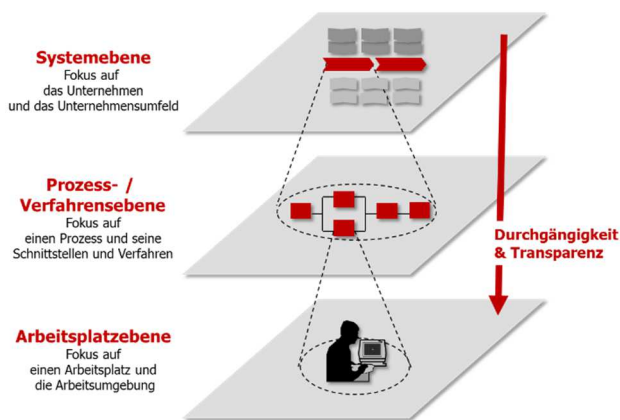 Systemebene
Fokus auf
das Unternehmen
und das Unternehmensumfeld
Prozess- /
Verfahrensebene
Fokus auf
einen Prozess und seine
Schnittstellen und Verfahren
Durchgängigkeit
& Transparenz
Arbeitsplatzebene
Fokus auf
einen Arbeitsplatz und
die Arbeitsumgebung